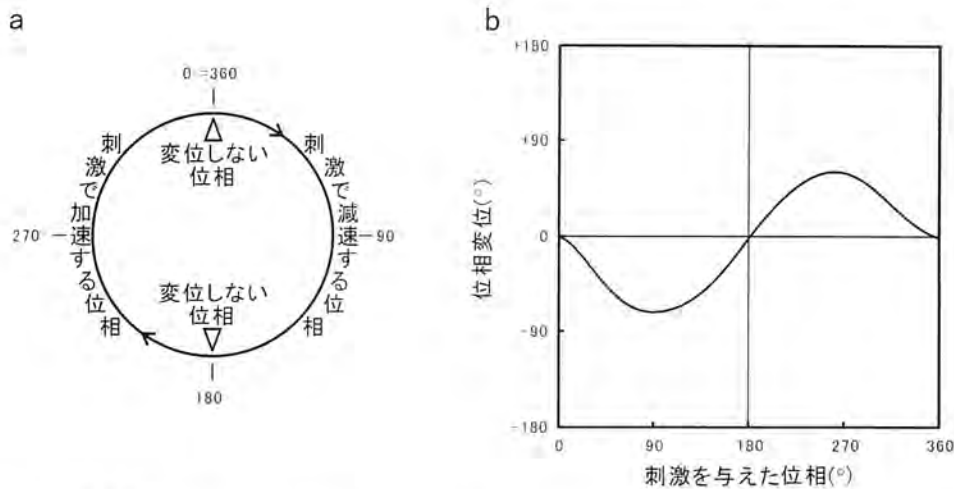 a
0°=360
変位しない
位相
刺激で加速する位相
刺激で減速する位相
270°
90
変位しない
位相
180
b
位相変位(°)
+180
+90
0
-90
-180
0
90
180
270
360
刺激を与えた位相(°)